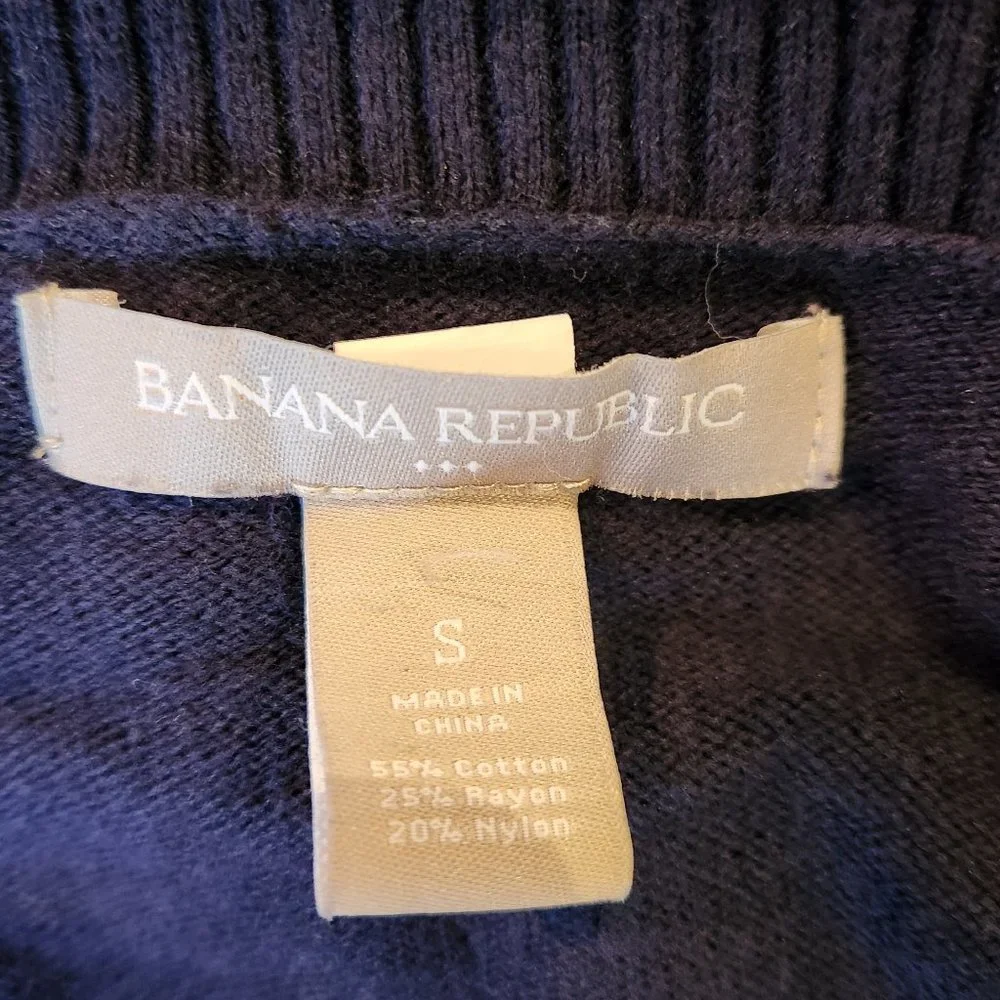 BANANA REPUBLIC
S
MADE IN
CHINA
55% Cotton
25% Rayon
20% Nylon